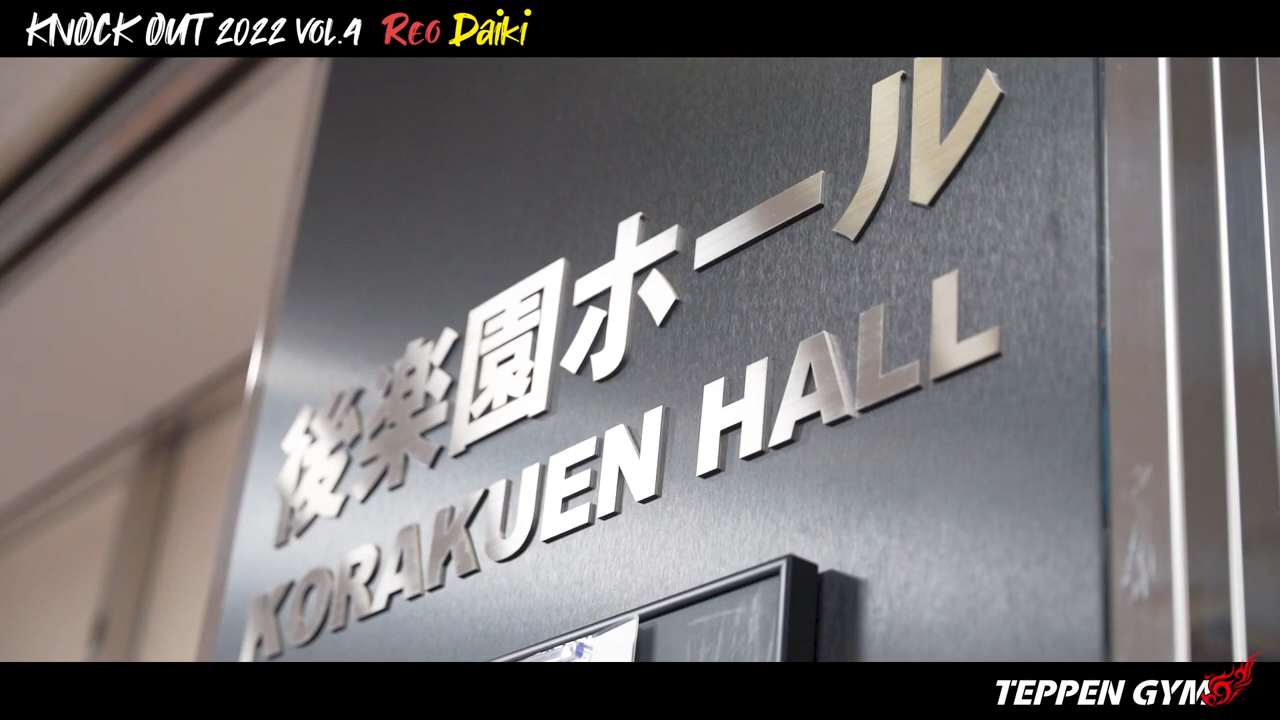 KNOCK OUT 2022 VOL.4 REO Daiki
後楽園ホール
KORAKUEN HALL
TEPPEN GYM